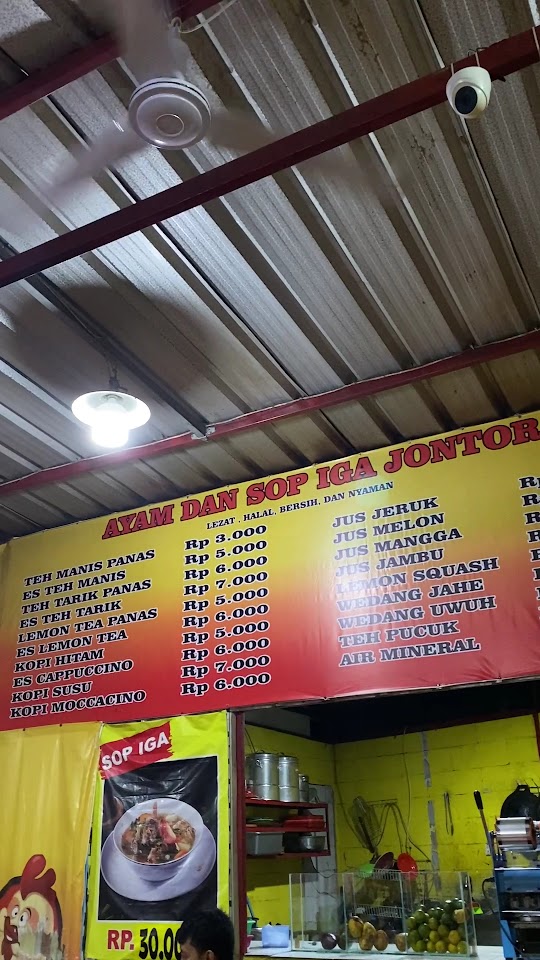 AYAM DAN SOP IGA JONTOR
LEZAT , HALAL, BERSIH, DAN NYAMAN
TEH MANIS PANAS Rp 3.000
ES TEH MANIS Rp 5.000
TEH TARIK PANAS Rp 6.000
ES TEH TARIK Rp 7.000
LEMON TEA PANAS Rp 5.000
ES LEMON TEA Rp 6.000
KOPI HITAM Rp 5.000
ES CAPPUCCINO Rp 6.000
KOPI SUSU Rp 7.000
KOPI MOCCACINO Rp 6.000
JUS JERUK
JUS MELON
JUS MANGGA
JUS JAMBU
LEMON SQUASH
WEDANG JAHE
WEDANG UWUH
TEH PUCUK
AIR MINERAL
SOP IGA
RP. 30.00